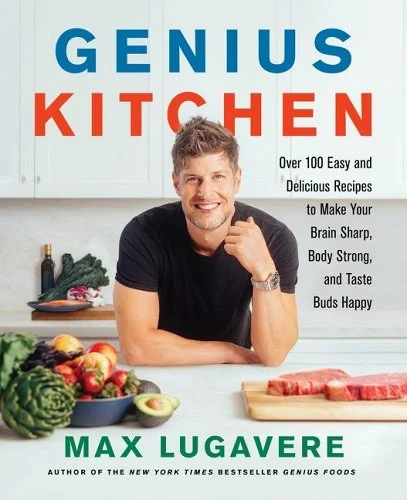 GENIUS
KITCHEN
Over 100 Easy and
Delicious Recipes
to Make Your
Brain Sharp,
Body Strong,
and Taste
Buds Happy
MAX LUGAVERE
AUTHOR OF THE NEW YORK TIMES BESTSELLER GENIUS FOODS